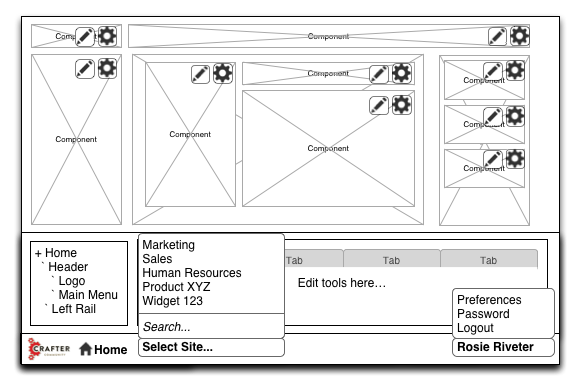 Component
Component
Component
Component
Component
Component
Component
Component
Component
+ Home
` Header
` Logo
` Main Menu
` Left Rail
Marketing
Sales
Human Resources
Product XYZ
Widget 123
Search...
Select Site...
Tab
Tab
Tab
Edit tools here...
Preferences
Password
Logout
Rosie Riveter
CRAFTER
Home